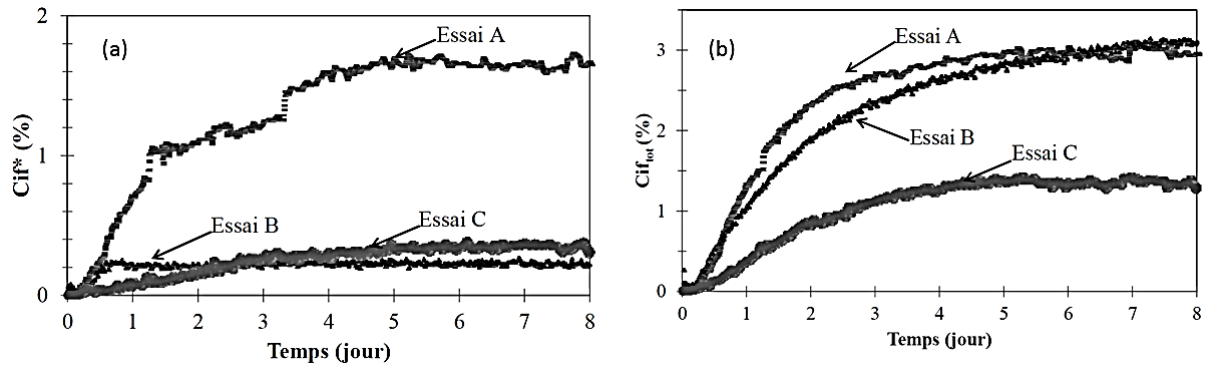 (a)
Cif* (%)
2
1
0
Essai A
Essai B
Essai C
0 1 2 3 4 5 6 7 8
Temps (jour)
(b)
Cif_tot (%)
3
2
1
0
Essai A
Essai B
Essai C
0 1 2 3 4 5 6 7 8
Temps (jour)